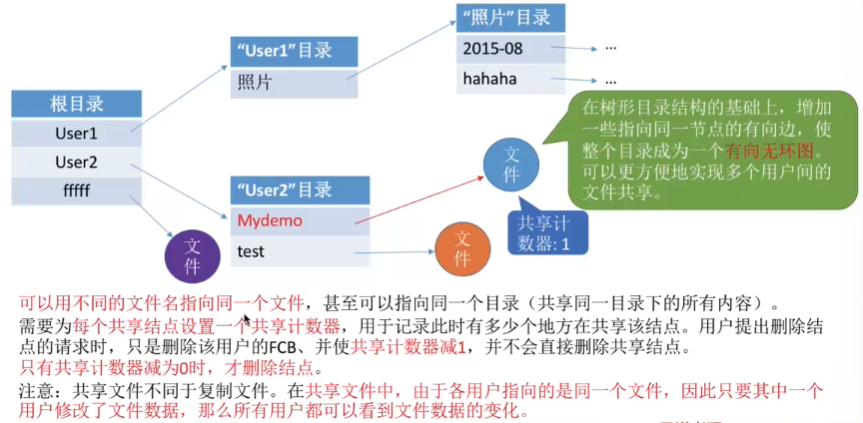 “照片”目录
2015-08
...
hahaha
...
“User1”目录
照片
根目录
User1
User2
fffff
在树形目录结构的基础上，增加
一些指向同一节点的有向边，使
整个目录成为一个有向无环图。
可以更方便地实现多个用户间的
文件共享。
文
件
共享计
数器: 1
“User2”目录
Mydemo
test
文
件
文
件
可以用不同的文件名指向同一个文件，甚至可以指向同一个目录（共享同一目录下的所有内容）。
需要为每个共享结点设置一个共享计数器，用于记录此时有多少个地方在共享该结点。用户提出删除结
点的请求时，只是删除该用户的FCB、并使共享计数器减1，并不会直接删除共享结点。
只有共享计数器减为0时，才删除结点。
注意：共享文件不同于复制文件。在共享文件中，由于各用户指向的是同一个文件，因此只要其中一个
用户修改了文件数据，那么所有用户都可以看到文件数据的变化。